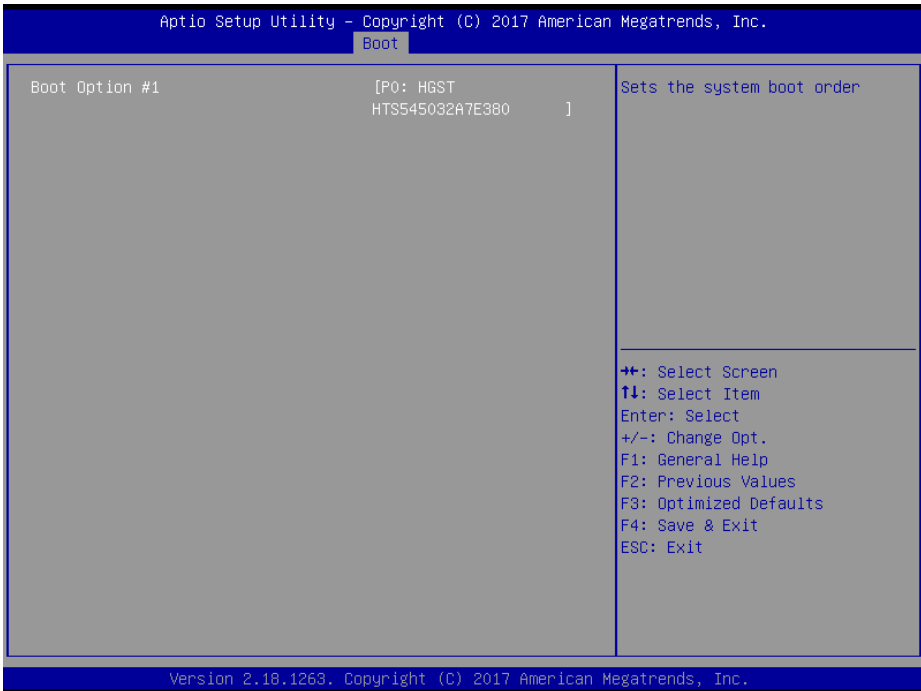 Aptio Setup Utility – Copyright (C) 2017 American Megatrends, Inc.
Boot
Boot Option #1 [P0: HGST
HTS545032A7E380 ]
Sets the system boot order
→←: Select Screen
↑↓: Select Item
Enter: Select
+/-: Change Opt.
F1: General Help
F2: Previous Values
F3: Optimized Defaults
F4: Save & Exit
ESC: Exit
Version 2.18.1263. Copyright (C) 2017 American Megatrends, Inc.